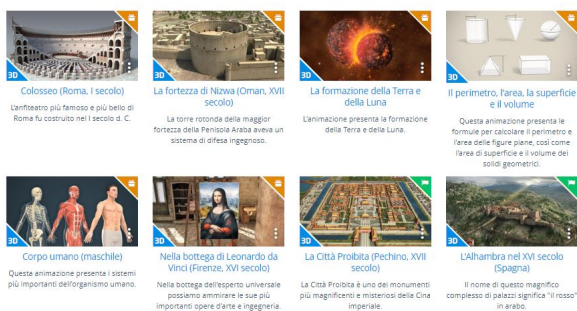 3D
3D
3D
3D
Colosseo (Roma, I secolo)
L'anfiteatro più famoso e più bello di
Roma fu costruito nel I secolo d. C.
La fortezza di Nizwa (Oman, XVII
secolo)
La torre rotonda della maggior
fortezza della Penisola Araba aveva un
sistema di difesa ingegnoso.
La formazione della Terra e
della Luna
L'animazione presenta la formazione
della Terra e della Luna.
Il perimetro, l'area, la superficie
e il volume
Questa animazione presenta le
formule per calcolare il perimetro e
l'area delle figure piane, così come
l'area di superficie e il volume dei
solidi geometrici.
3D
3D
3D
3D
Corpo umano (maschile)
Questa animazione presenta i sistemi
più importanti dell'organismo umano.
Nella bottega di Leonardo da
Vinci (Firenze, XVI secolo)
Nella bottega dell'esperto universale
possiamo ammirare le sue più
importanti opere d'arte e ingegneria.
La Città Proibita (Pechino, XVII
secolo)
La Città Proibita è uno dei monumenti
più magnificenti e misteriosi della Cina
imperiale.
L'Alhambra nel XVI secolo
(Spagna)
Il nome di questo magnifico
complesso di palazzi significa "il rosso"
in arabo.